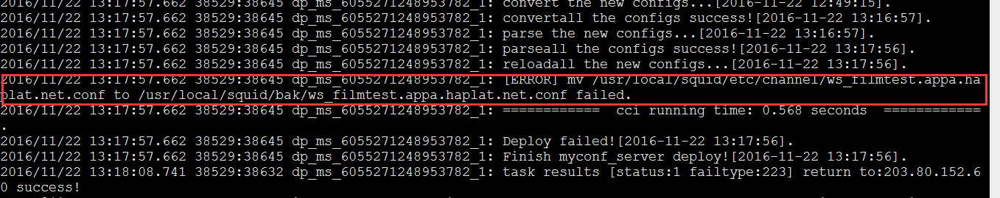 2016/11/22 13:17:57.662 38529:38645 dp_ms_6055271248953782_1: convert the new configs...[2016-11-22 12:49:15].
2016/11/22 13:17:57.662 38529:38645 dp_ms_6055271248953782_1: convertall the configs success![2016-11-22 13:16:57].
2016/11/22 13:17:57.662 38529:38645 dp_ms_6055271248953782_1: parse the new configs...[2016-11-22 13:16:57].
2016/11/22 13:17:57.662 38529:38645 dp_ms_6055271248953782_1: parseall the configs success![2016-11-22 13:17:56].
2016/11/22 13:17:57.662 38529:38645 dp_ms_6055271248953782_1: reloadall the new configs...[2016-11-22 13:17:56].
2016/11/22 13:17:57.662 38529:38645 dp_ms_6055271248953782_1: [ERROR] mv /usr/local/squid/etc/channel/ws_filmtest.appa.ha
plat.net.conf to /usr/local/squid/bak/ws_filmtest.appa.haplat.net.conf failed.
2016/11/22 13:17:57.662 38529:38645 dp_ms_6055271248953782_1: ============ cci running time: 0.568 seconds ============
.
2016/11/22 13:17:57.662 38529:38645 dp_ms_6055271248953782_1: Deploy failed![2016-11-22 13:17:56].
2016/11/22 13:17:57.662 38529:38645 dp_ms_6055271248953782_1: Finish myconf_server deploy![2016-11-22 13:17:56].
2016/11/22 13:18:08.741 38529:38632 dp_ms_6055271248953782_1: task results [status:1 failtype:223] return to:203.80.152.6
0 success!